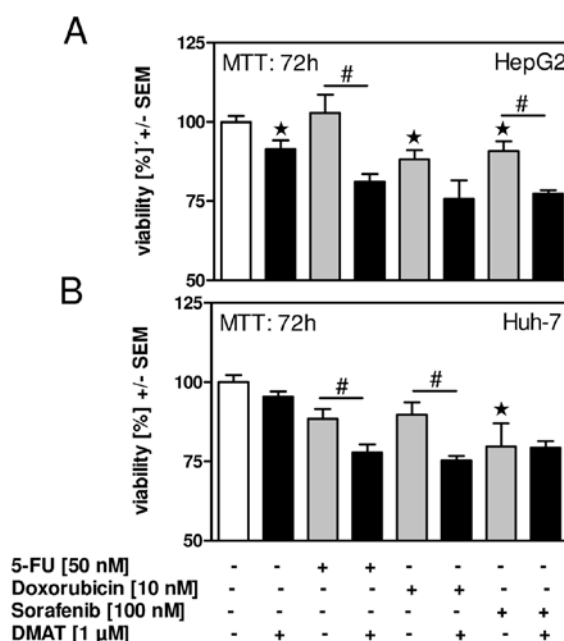 A
125
MTT: 72h
HepG2
#
#
★
★
★
100
75
50
viability [%]´ +/- SEM
B
125
MTT: 72h
Huh-7
#
#
★
100
75
50
viability [%] +/- SEM
5-FU [50 nM] - - + + - - - -
Doxorubicin [10 nM] - - - - + + - -
Sorafenib [100 nM] - - - - - - + +
DMAT [1 µM] - + - + - + - +